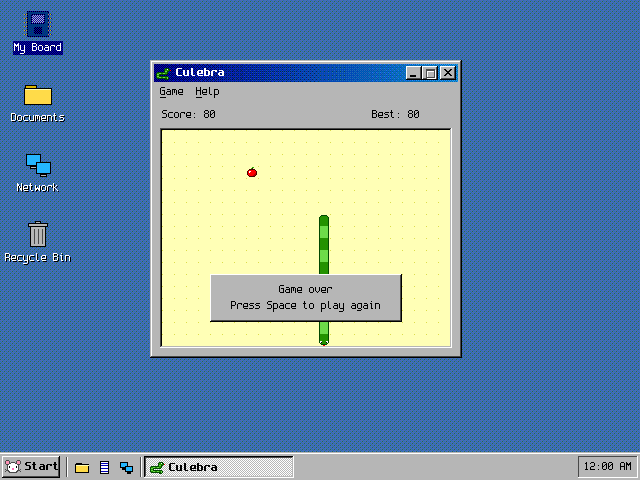 My Board
Documents
Network
Recycle Bin
Culebra
Game Help
Score: 80 Best: 80
Game over
Press Space to play again
Start
Culebra
12:00 AM